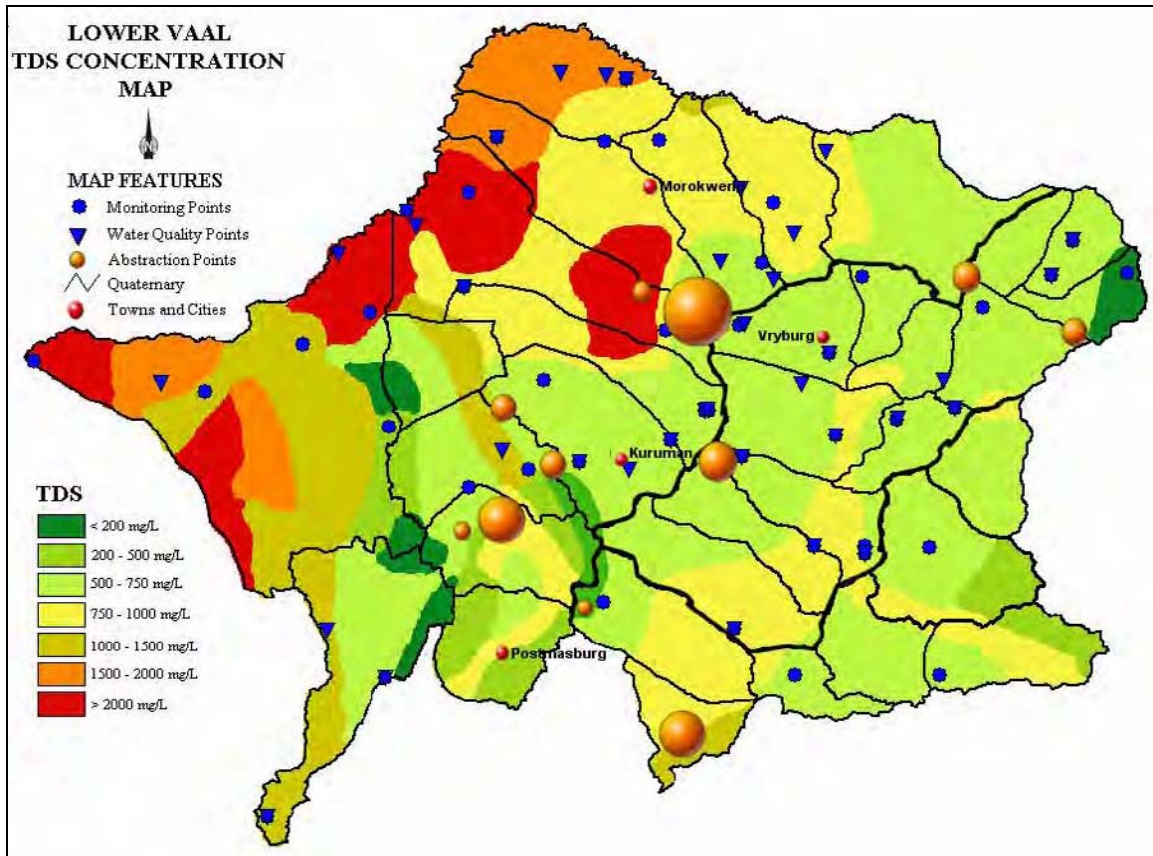 LOWER VAAL
TDS CONCENTRATION
MAP
N
MAP FEATURES
Monitoring Points
Water Quality Points
Abstraction Points
Quaternary
Towns and Cities
Morokweng
Vryburg
Kuruman
Postmasburg
TDS
< 200 mg/L
200 - 500 mg/L
500 - 750 mg/L
750 - 1000 mg/L
1000 - 1500 mg/L
1500 - 2000 mg/L
> 2000 mg/L